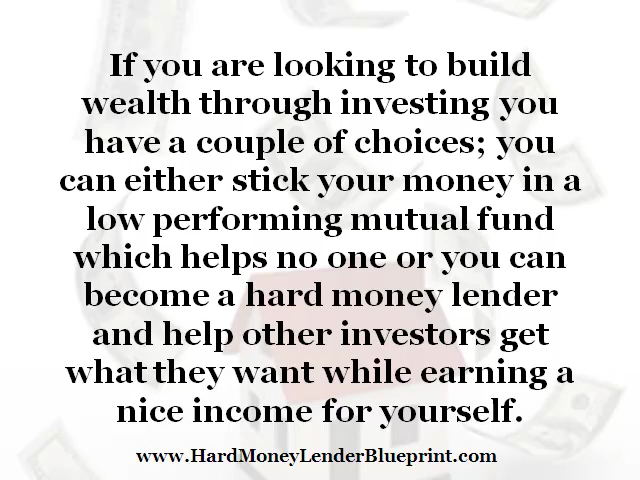 If you are looking to build
wealth through investing you
have a couple of choices; you
can either stick your money in a
low performing mutual fund
which helps no one or you can
become a hard money lender
and help other investors get
what they want while earning a
nice income for yourself.
www.HardMoneyLenderBlueprint.com